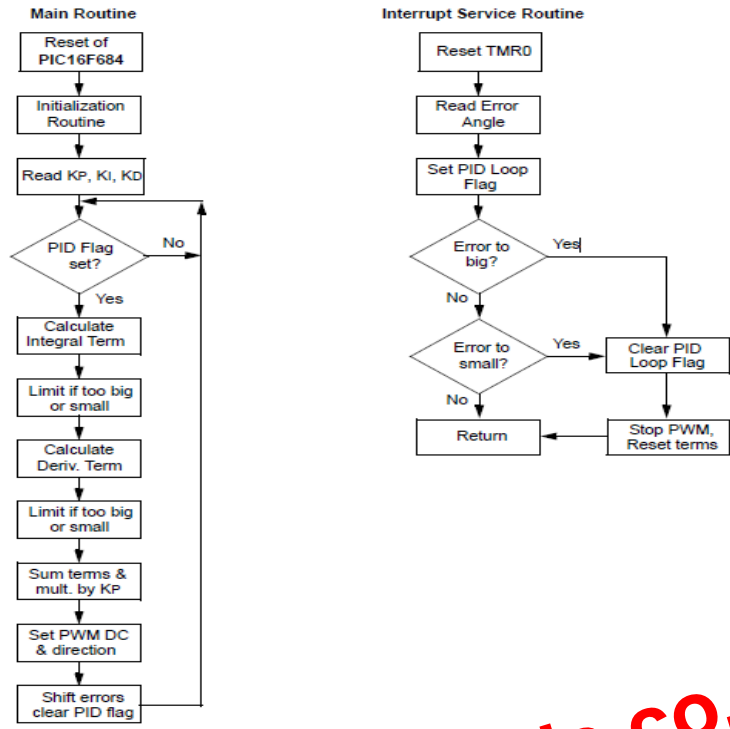 Main Routine
Reset of
PIC16F684
Initialization
Routine
Read KP, KI, KD
PID Flag
set?
No
Yes
Calculate
Integral Term
Limit if too big
or small
Calculate
Deriv. Term
Limit if too big
or small
Sum terms &
mult. by KP
Set PWM DC
& direction
Shift errors
clear PID flag
Interrupt Service Routine
Reset TMR0
Read Error
Angle
Set PID Loop
Flag
Error to
big?
Yes
No
Error to
small?
Yes
No
Clear PID
Loop Flag
Return
Stop PWM,
Reset terms